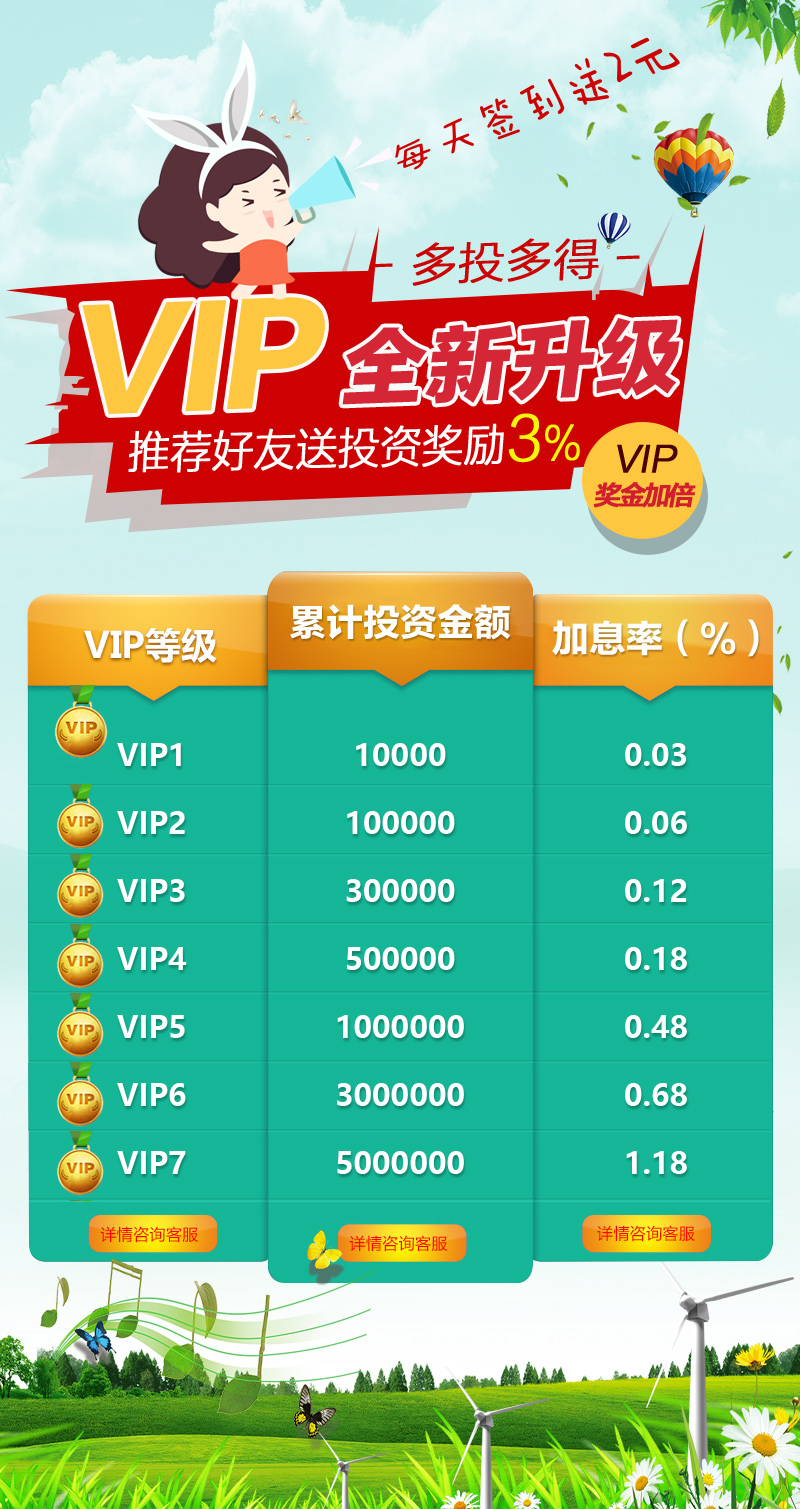 每天签到送2元
- 多投多得 -
VIP 全新升级
推荐好友送投资奖励3%
VIP
奖金加倍
VIP等级 累计投资金额 加息率（%）
VIP VIP1 10000 0.03
VIP VIP2 100000 0.06
VIP VIP3 300000 0.12
VIP VIP4 500000 0.18
VIP VIP5 1000000 0.48
VIP VIP6 3000000 0.68
VIP VIP7 5000000 1.18
详情咨询客服 详情咨询客服 详情咨询客服